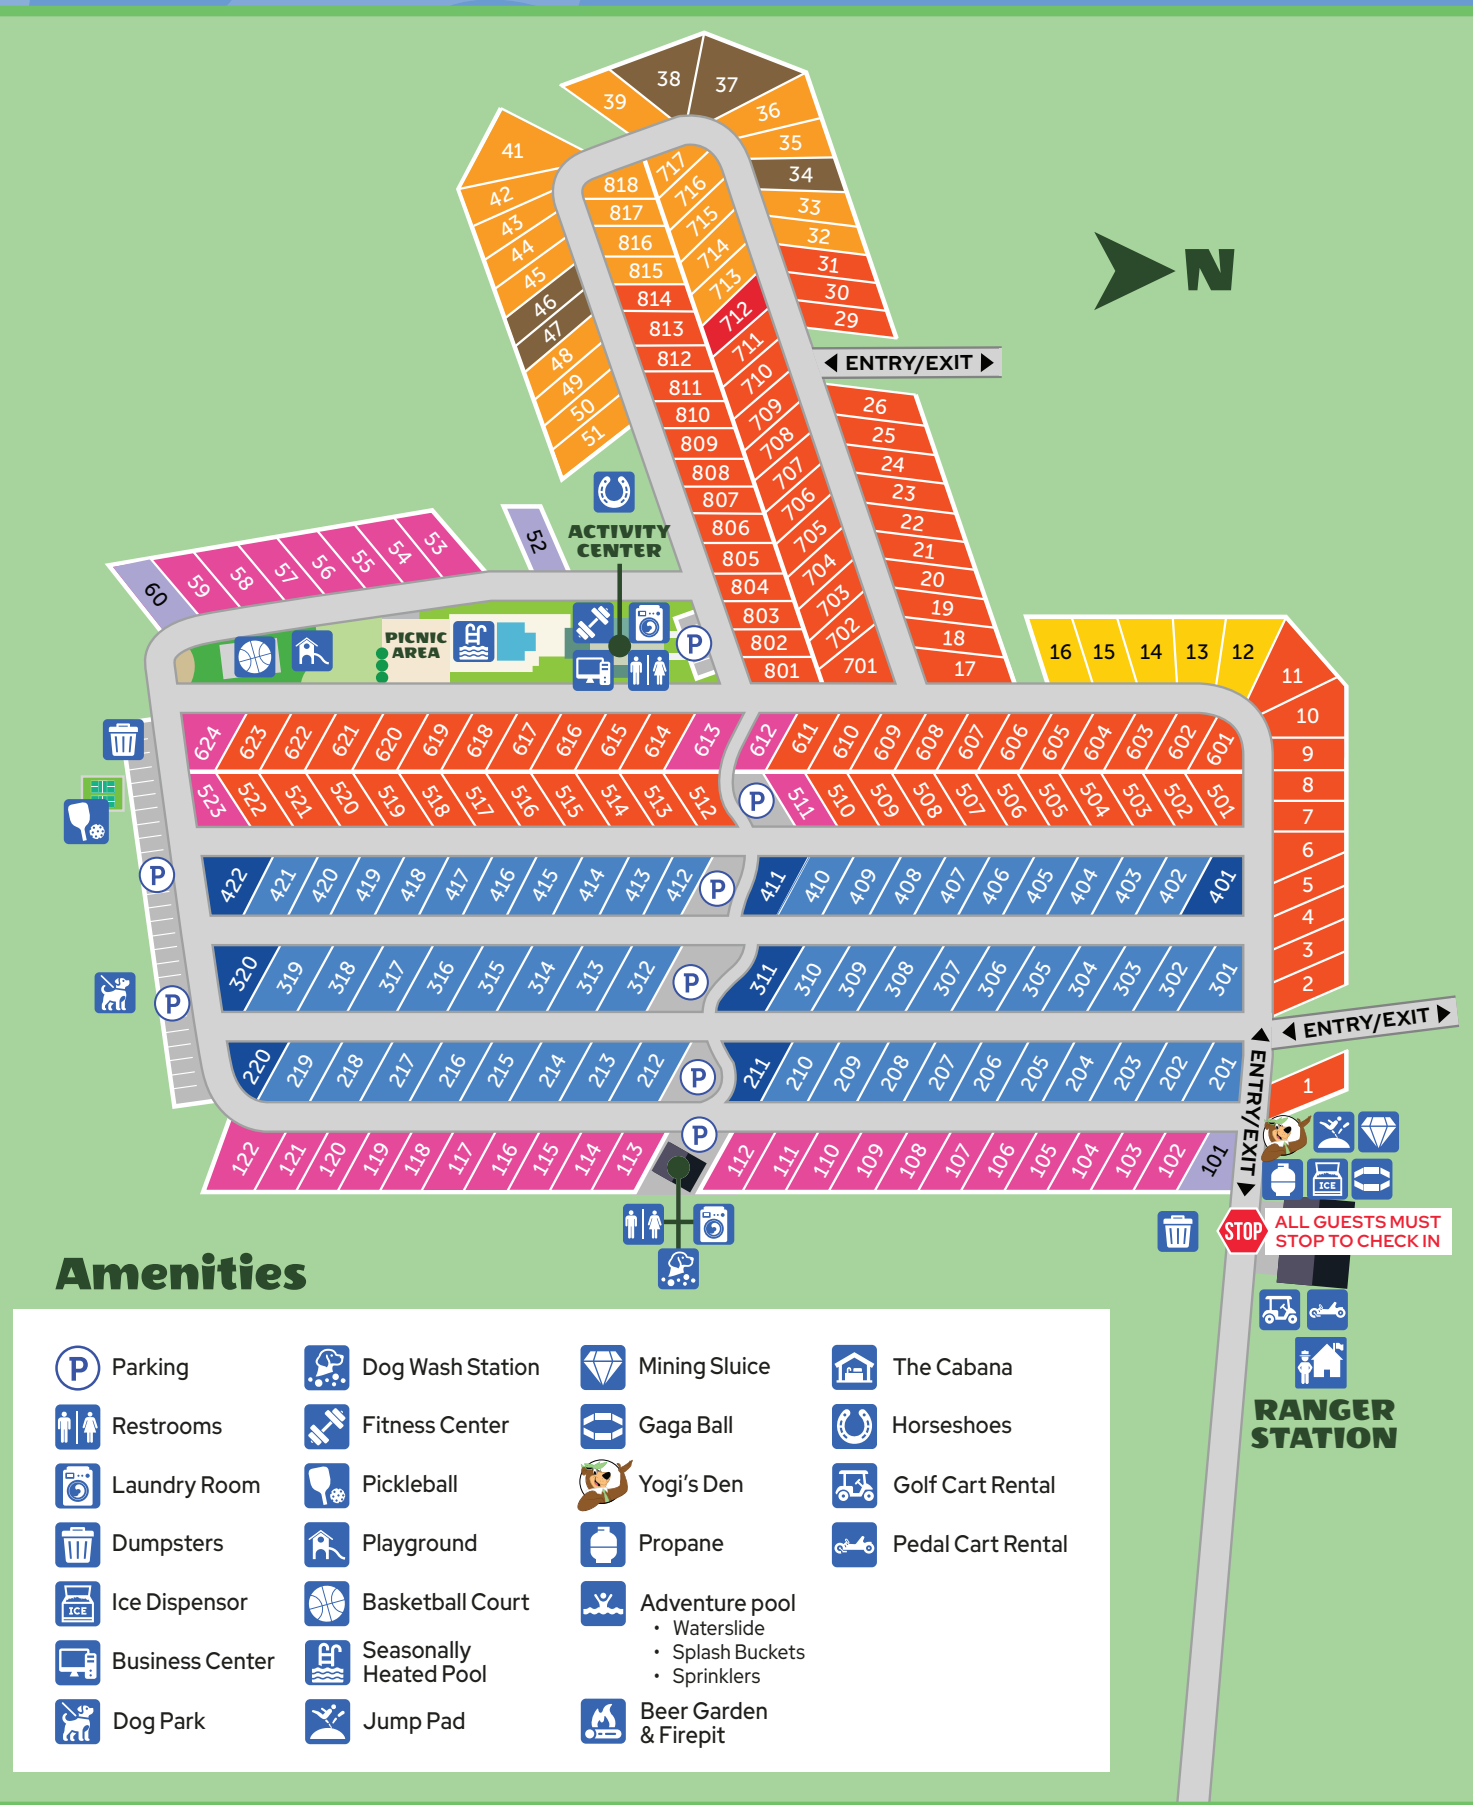 38
37
39
36
41
35
717
34
818
42
716
33
817
43
715
32
816
44
714
31
815
45
713
N
30
814
46
712
29
813
47
711
812
48
ENTRY/EXIT
710
811
49
26
709
810
50
25
708
809
51
24
707
808
23
706
807
22
705
806
ACTIVITY
CENTER
52
53
54
55
56
57
58
59
60
21
704
805
20
703
804
19
702
803
18
701
802
17
801
PICNIC
AREA
P
16 15 14 13 12
11
10
9
8
7
6
5
4
3
2
624 623 622 621 620 619 618 617 616 615 614 613 612 611 610 609 608 607 606 605 604 603 602 601
523 522 521 520 519 518 517 516 515 514 513 512 P 511 510 509 508 507 506 505 504 503 502 501
P
422 421 420 419 418 417 416 415 414 413 412 P 411 410 409 408 407 406 405 404 403 402 401
320 319 318 317 316 315 314 313 312 P 311 310 309 308 307 306 305 304 303 302 301
P
ENTRY/EXIT
ENTRY/EXIT
220 219 218 217 216 215 214 213 212 P 211 210 209 208 207 206 205 204 203 202 201
1
P
122 121 120 119 118 117 116 115 114 113 112 111 110 109 108 107 106 105 104 103 102 101
ICE
STOP
ALL GUESTS MUST
STOP TO CHECK IN
RANGER
STATION
Amenities
P Parking
Restrooms
Laundry Room
Dumpsters
ICE Ice Dispensor
Business Center
Dog Park
Dog Wash Station
Fitness Center
Pickleball
Playground
Basketball Court
Seasonally
Heated Pool
Jump Pad
Mining Sluice
Gaga Ball
Yogi's Den
Propane
Adventure pool
• Waterslide
• Splash Buckets
• Sprinklers
Beer Garden
& Firepit
The Cabana
Horseshoes
Golf Cart Rental
Pedal Cart Rental